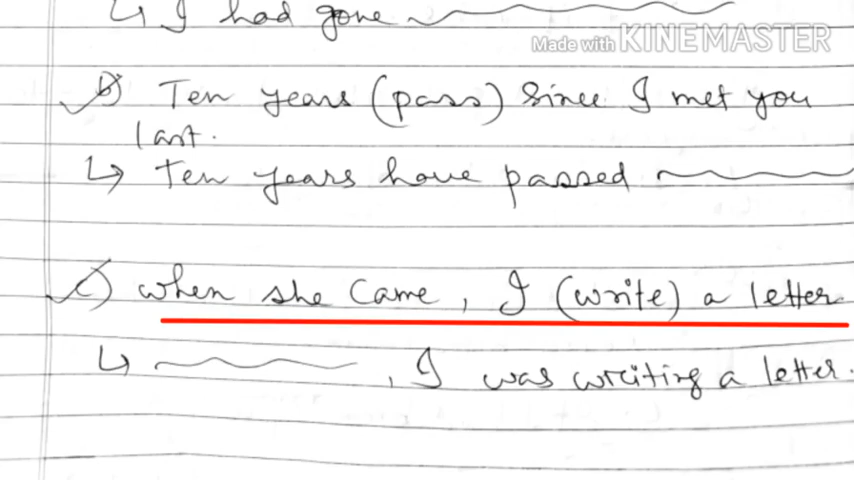 ↳ I had gone
Made with KINEMASTER
b) Ten years (pass) since I met you
last.
↳ Ten years have passed
c) when she came, I (write) a letter
↳ , I was writing a letter.